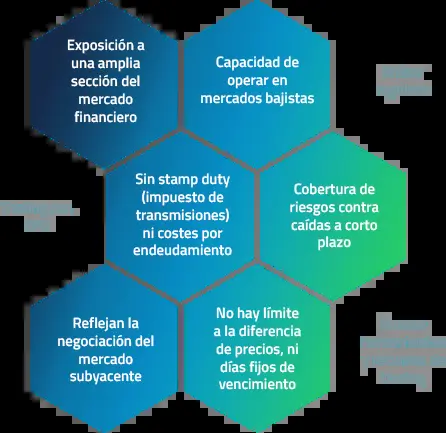 Exposición a
una amplia
sección del
mercado
financiero
Capacidad de
operar en
mercados bajistas
Sin stamp duty
(impuesto de
transmisiones)
ni costes por
endeudamiento
Cobertura de
riesgos contra
caídas a corto
plazo
Reflejan la
negociación del
mercado
subyacente
No hay límite
a la diferencia
de precios, ni
días fijos de
vencimiento